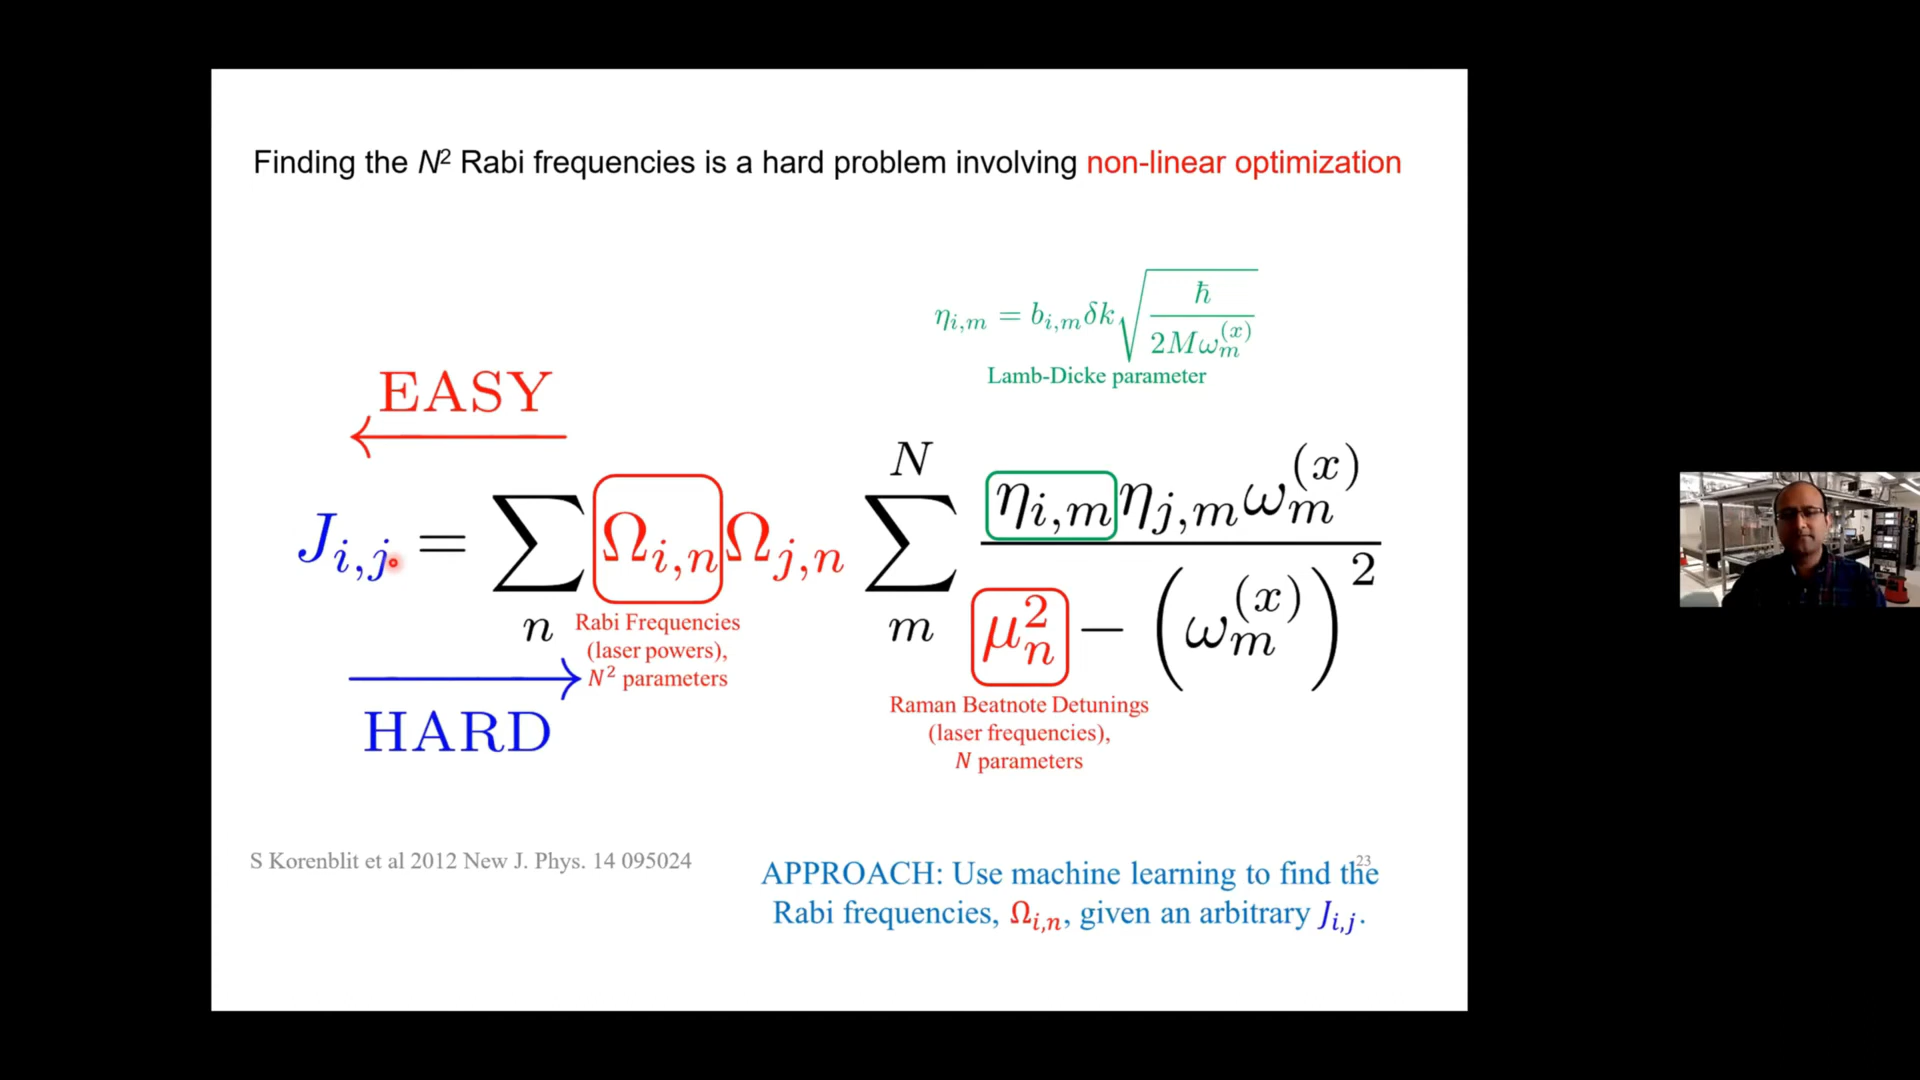 Finding the N² Rabi frequencies is a hard problem involving non-linear optimization
η_{i,m} = b_{i,m}δk√(ħ / 2Mω_m^{(x)})
Lamb-Dicke parameter
EASY
J_{i,j} = ∑_n Ω_{i,n}Ω_{j,n} ∑_m^N (η_{i,m}η_{j,m}ω_m^{(x)}) / (μ_n² − (ω_m^{(x)})²)
Rabi Frequencies
(laser powers),
N² parameters
HARD
Raman Beatnote Detunings
(laser frequencies),
N parameters
S Korenblit et al 2012 New J. Phys. 14 095024
23
APPROACH: Use machine learning to find the
Rabi frequencies, Ω_{i,n}, given an arbitrary J_{i,j}.